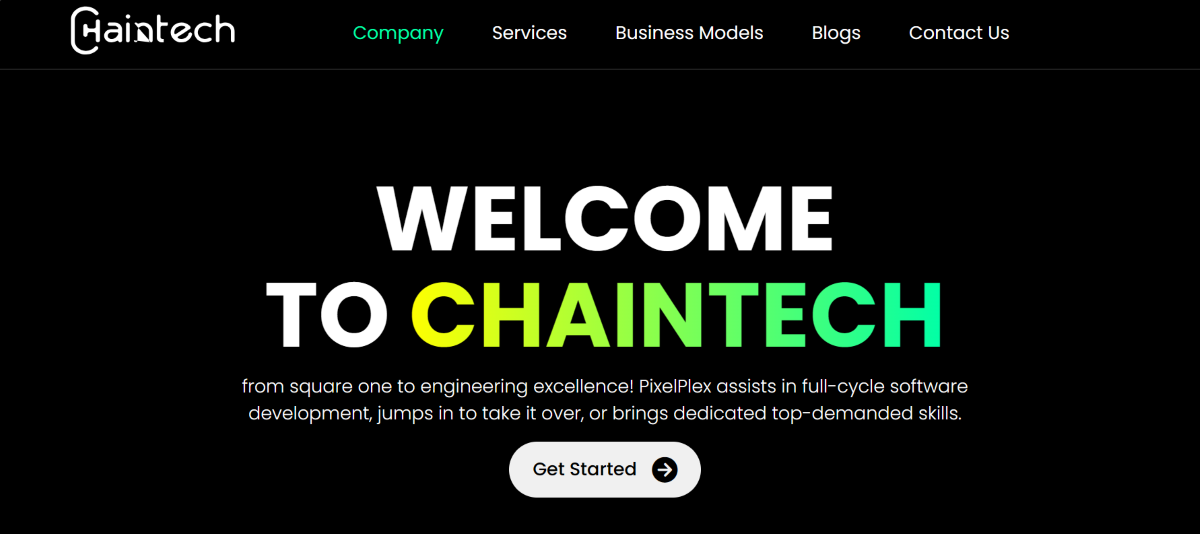 Chaintech
Company Services Business Models Blogs Contact Us
WELCOME
TO CHAINTECH
from square one to engineering excellence! PixelPlex assists in full-cycle software
development, jumps in to take it over, or brings dedicated top-demanded skills.
Get Started